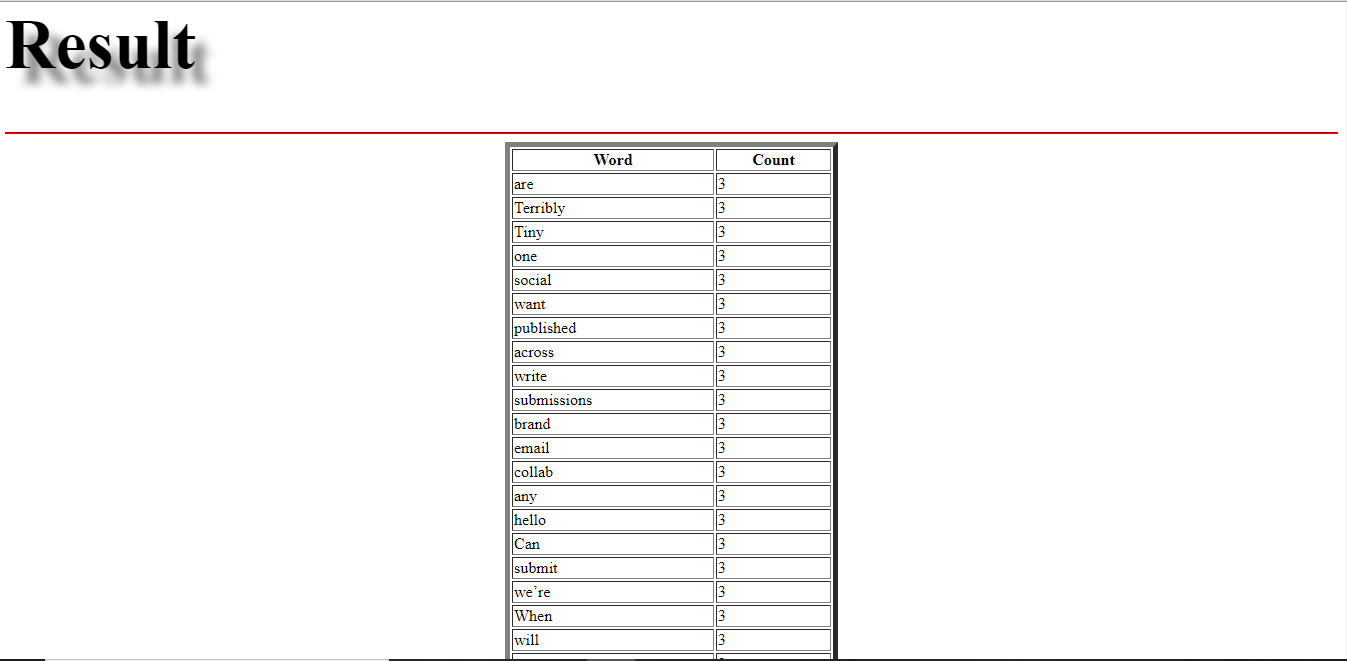 Result
Word Count
are 3
Terribly 3
Tiny 3
one 3
social 3
want 3
published 3
across 3
write 3
submissions 3
brand 3
email 3
collab 3
any 3
hello 3
Can 3
submit 3
we’re 3
When 3
will 3